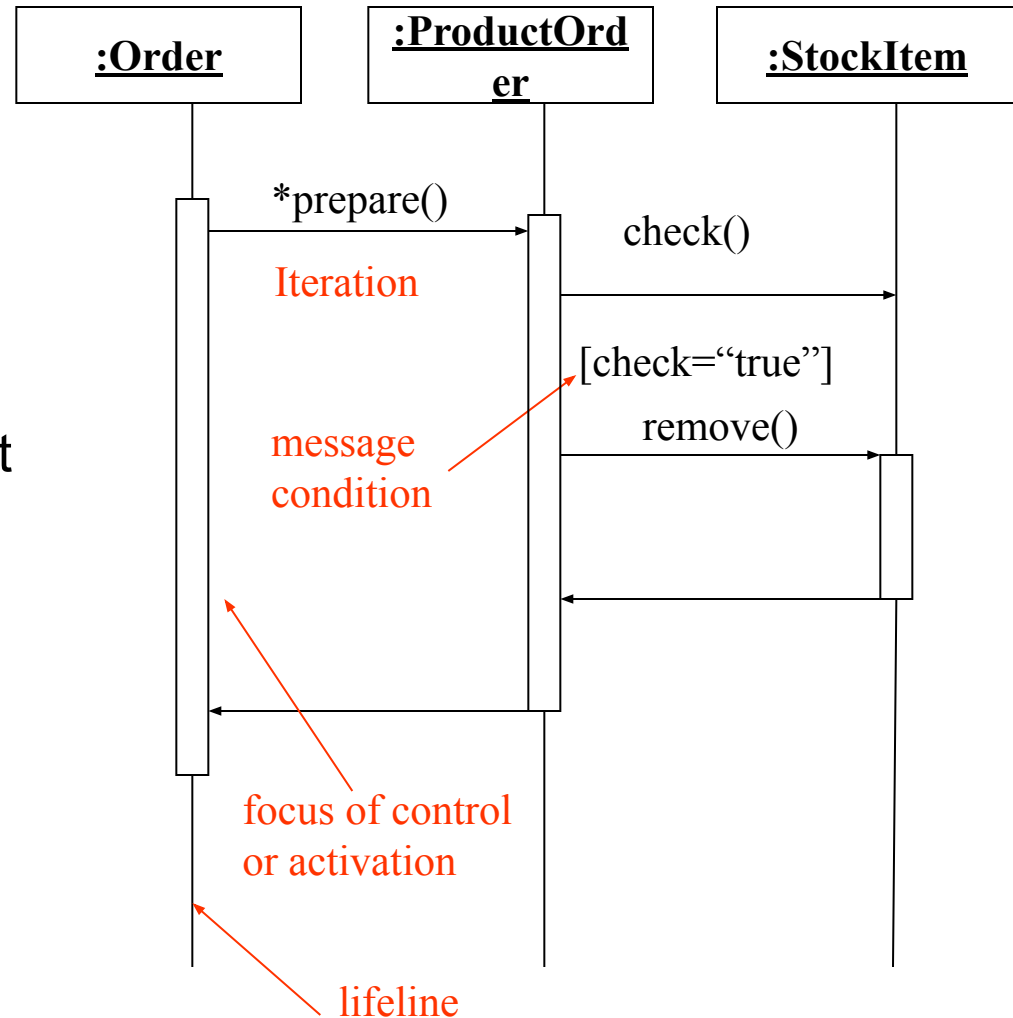 :Order
:ProductOrd
er
:StockItem
*prepare()
check()
Iteration
[check=“true”]
remove()
message
condition
t
focus of control
or activation
lifeline